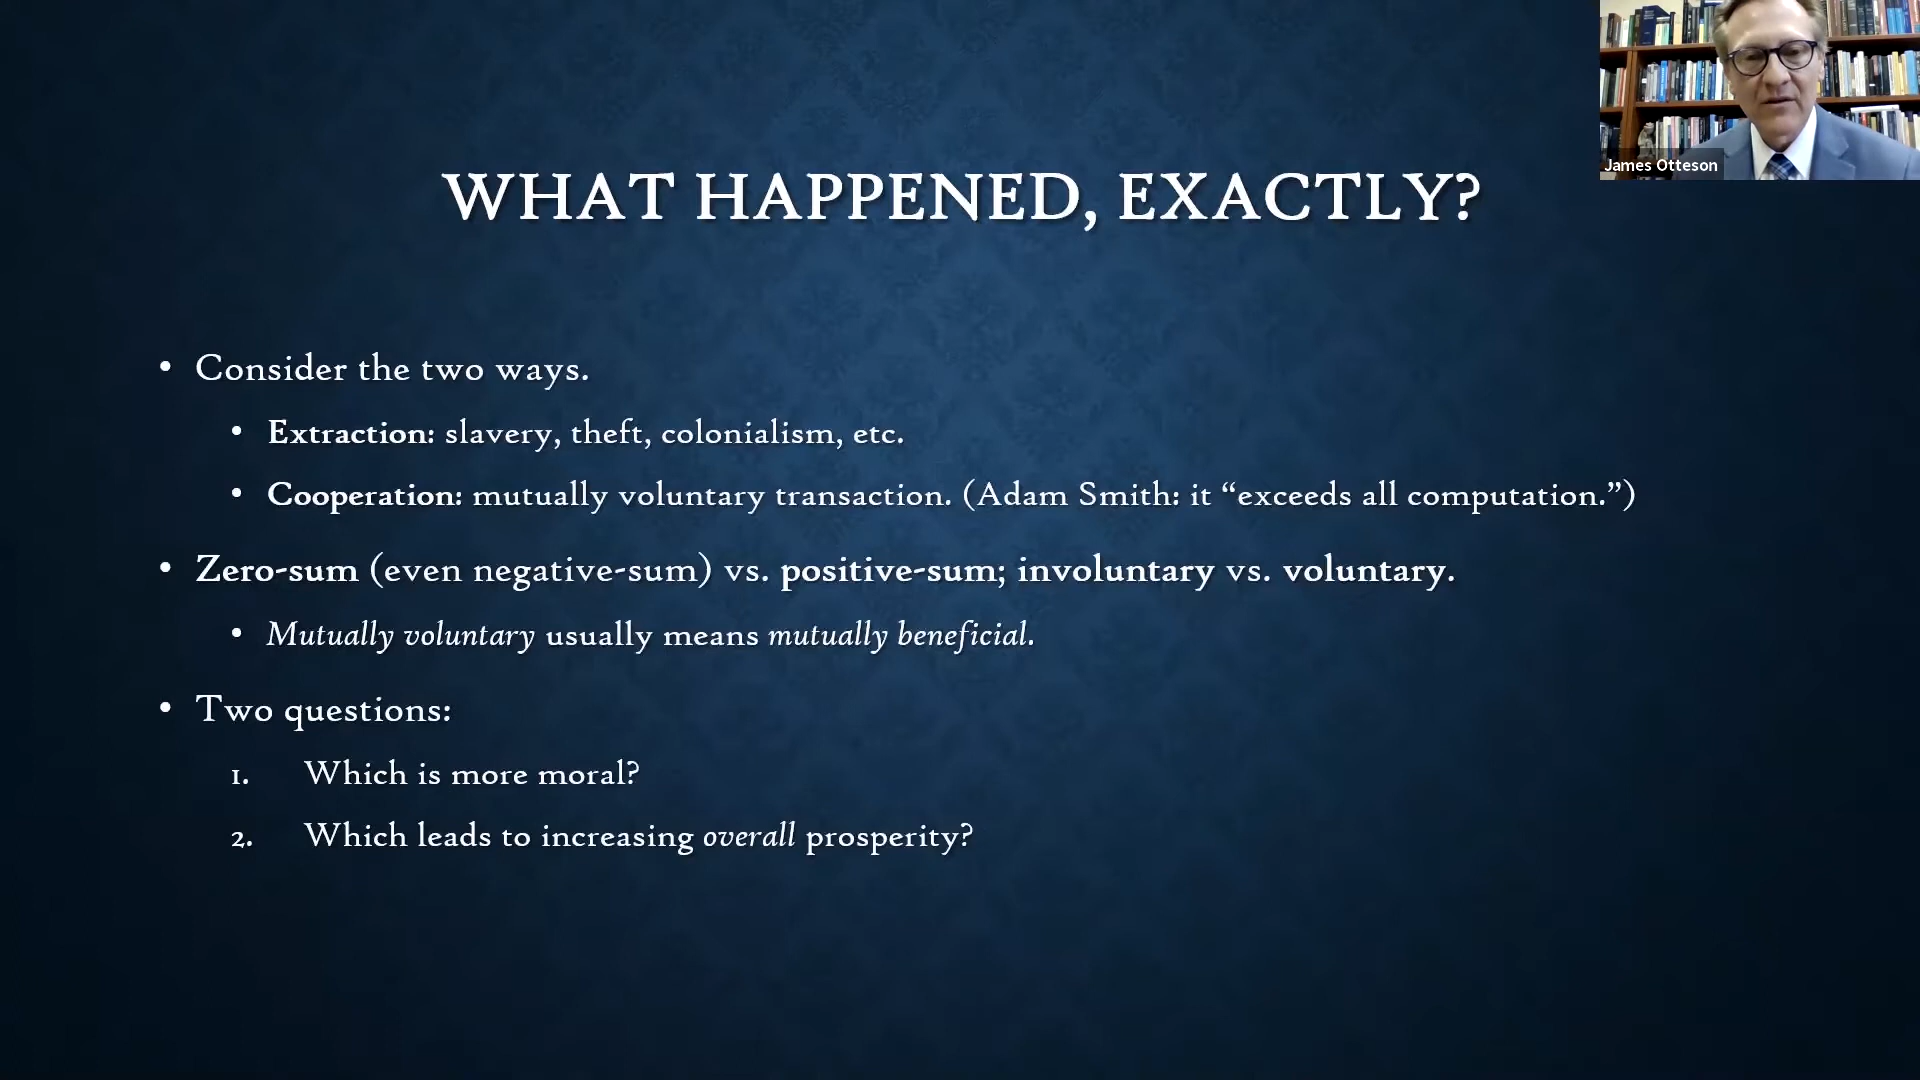 James Otteson
WHAT HAPPENED, EXACTLY?
• Consider the two ways.
• Extraction: slavery, theft, colonialism, etc.
• Cooperation: mutually voluntary transaction. (Adam Smith: it “exceeds all computation.”)
• Zero-sum (even negative-sum) vs. positive-sum; involuntary vs. voluntary.
• Mutually voluntary usually means mutually beneficial.
• Two questions:
1. Which is more moral?
2. Which leads to increasing overall prosperity?